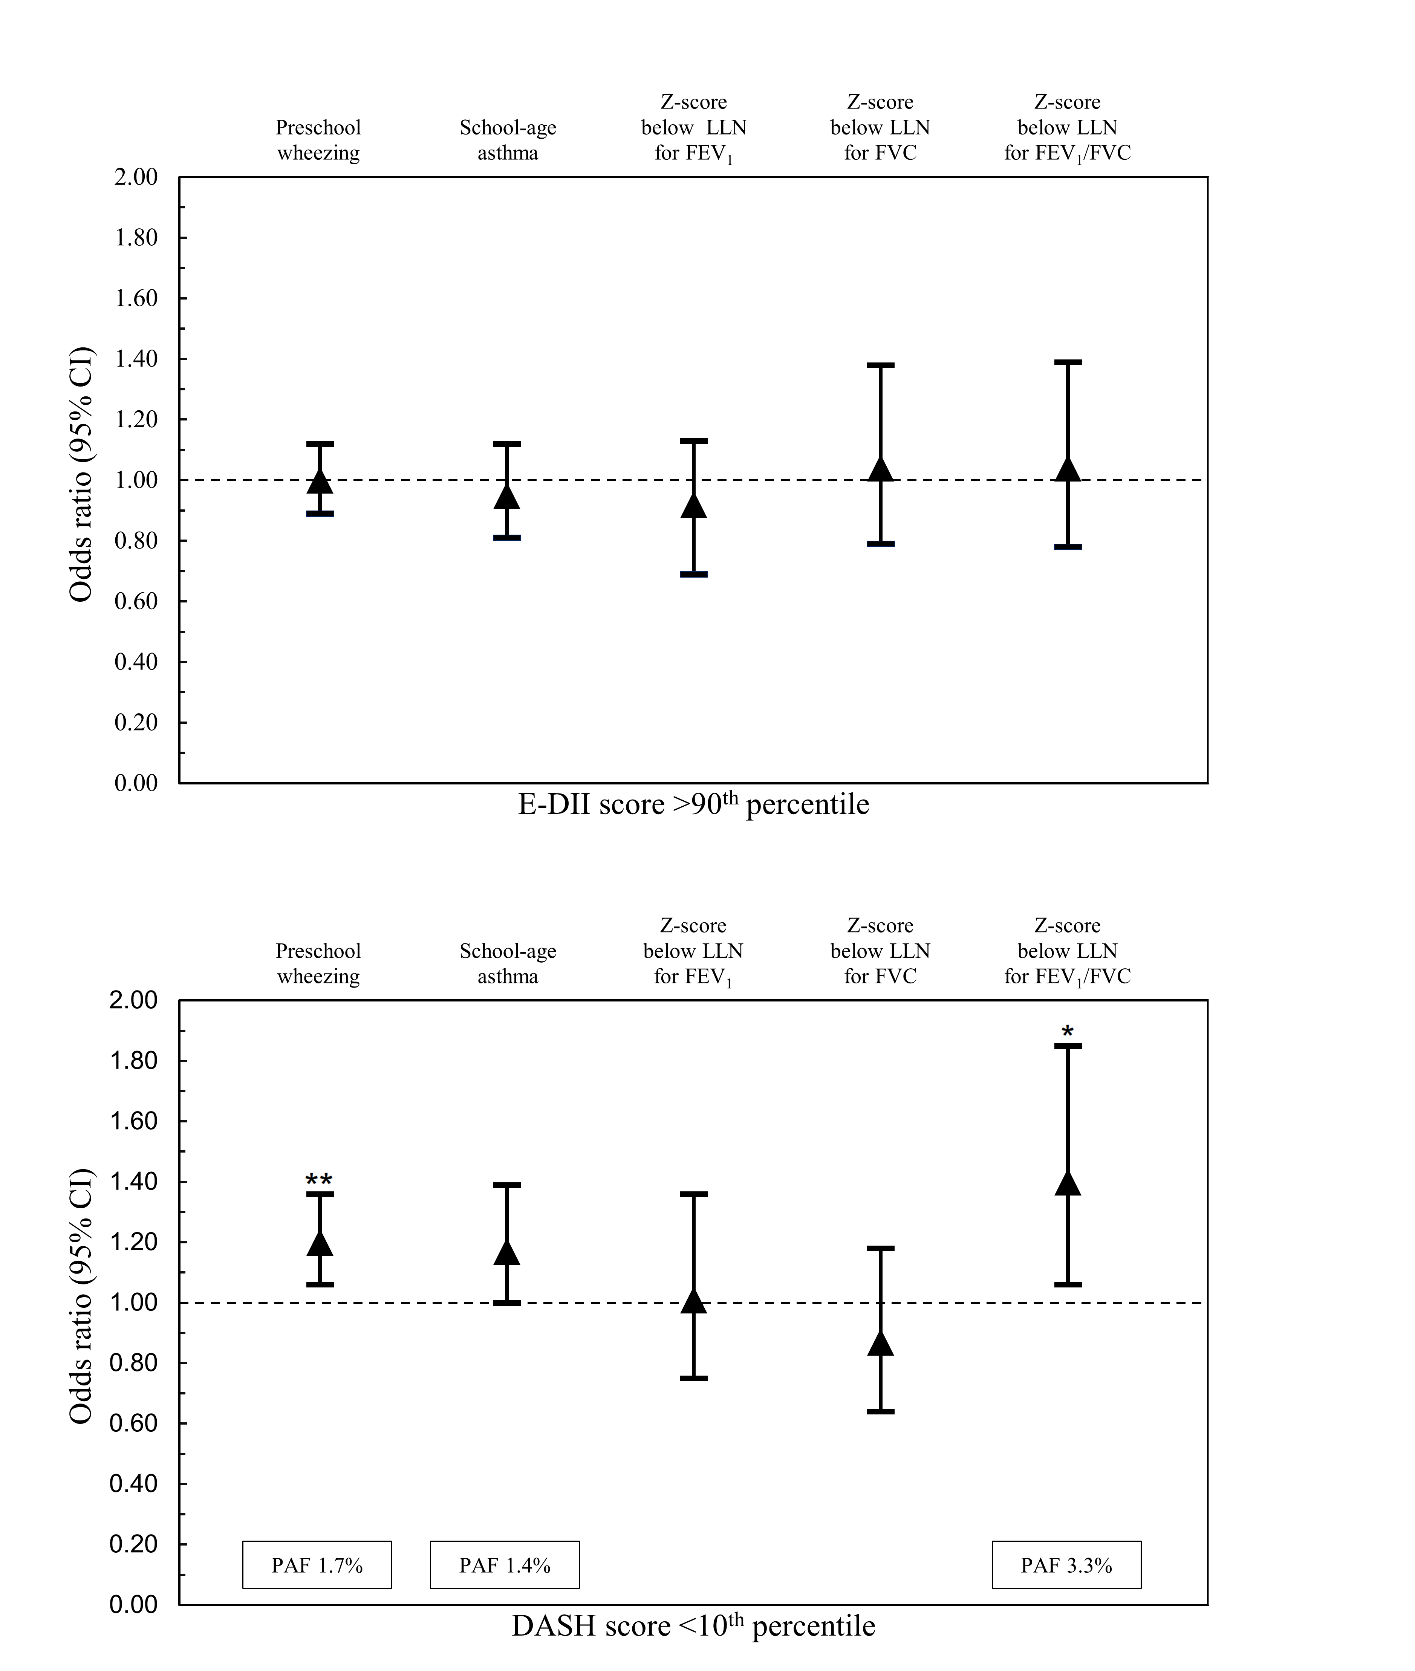 Preschool
wheezing
School-age
asthma
Z-score
below LLN
for FEV₁
Z-score
below LLN
for FVC
Z-score
below LLN
for FEV₁/FVC
2.00
1.80
1.60
1.40
1.20
1.00
0.80
0.60
0.40
0.20
0.00
Odds ratio (95% CI)
E-DII score >90ᵗʰ percentile
Preschool
wheezing
School-age
asthma
Z-score
below LLN
for FEV₁
Z-score
below LLN
for FVC
Z-score
below LLN
for FEV₁/FVC
2.00
1.80
1.60
1.40
1.20
1.00
0.80
0.60
0.40
0.20
0.00
Odds ratio (95% CI)
**
*
PAF 1.7%
PAF 1.4%
PAF 3.3%
DASH score <10ᵗʰ percentile